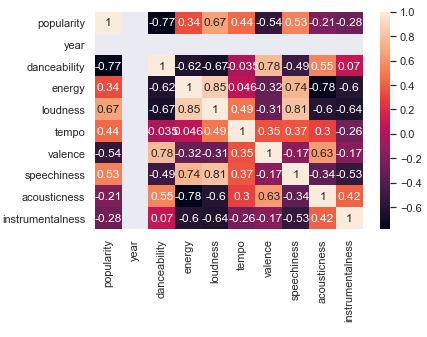 popularity 1 -0.77 0.34 0.67 0.44 -0.54 0.53 -0.21 -0.28
year
danceability -0.77 1 -0.62 -0.67 -0.035 0.78 -0.49 0.55 0.07
energy 0.34 -0.62 1 0.85 0.046 -0.32 0.74 -0.78 -0.6
loudness 0.67 -0.67 0.85 1 0.49 -0.31 0.81 -0.6 -0.64
tempo 0.44 -0.035 0.046 0.49 1 0.35 0.37 0.3 -0.26
valence -0.54 0.78 -0.32 -0.31 0.35 1 -0.17 0.63 -0.17
speechiness 0.53 -0.49 0.74 0.81 0.37 -0.17 1 -0.34 -0.53
acousticness -0.21 0.55 -0.78 -0.6 0.3 0.63 -0.34 1 0.42
instrumentalness -0.28 0.07 -0.6 -0.64 -0.26 -0.17 -0.53 0.42 1
popularity
year
danceability
energy
loudness
tempo
valence
speechiness
acousticness
instrumentalness
1.0
0.8
0.6
0.4
0.2
0.0
−0.2
−0.4
−0.6